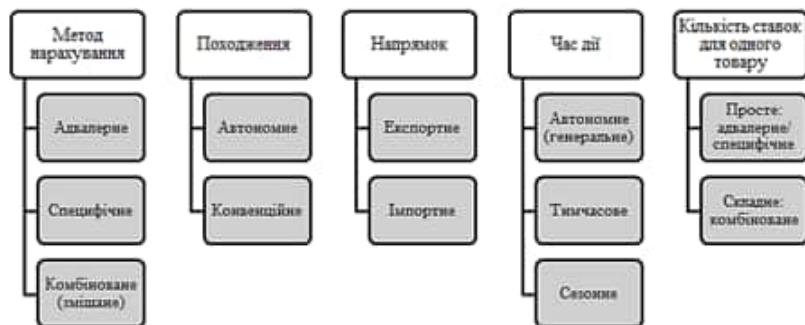 Метод
нарахування
Адвалерне
Специфічне
Комбіноване
(змішане)
Походження
Автономне
Конвенційне
Напрямок
Експортне
Імпортне
Час дії
Автономне
(генеральне)
Тимчасове
Сезонне
Кількість ставок
для одного
товару
Просте:
адвалерне/
специфічне
Складне:
комбіноване